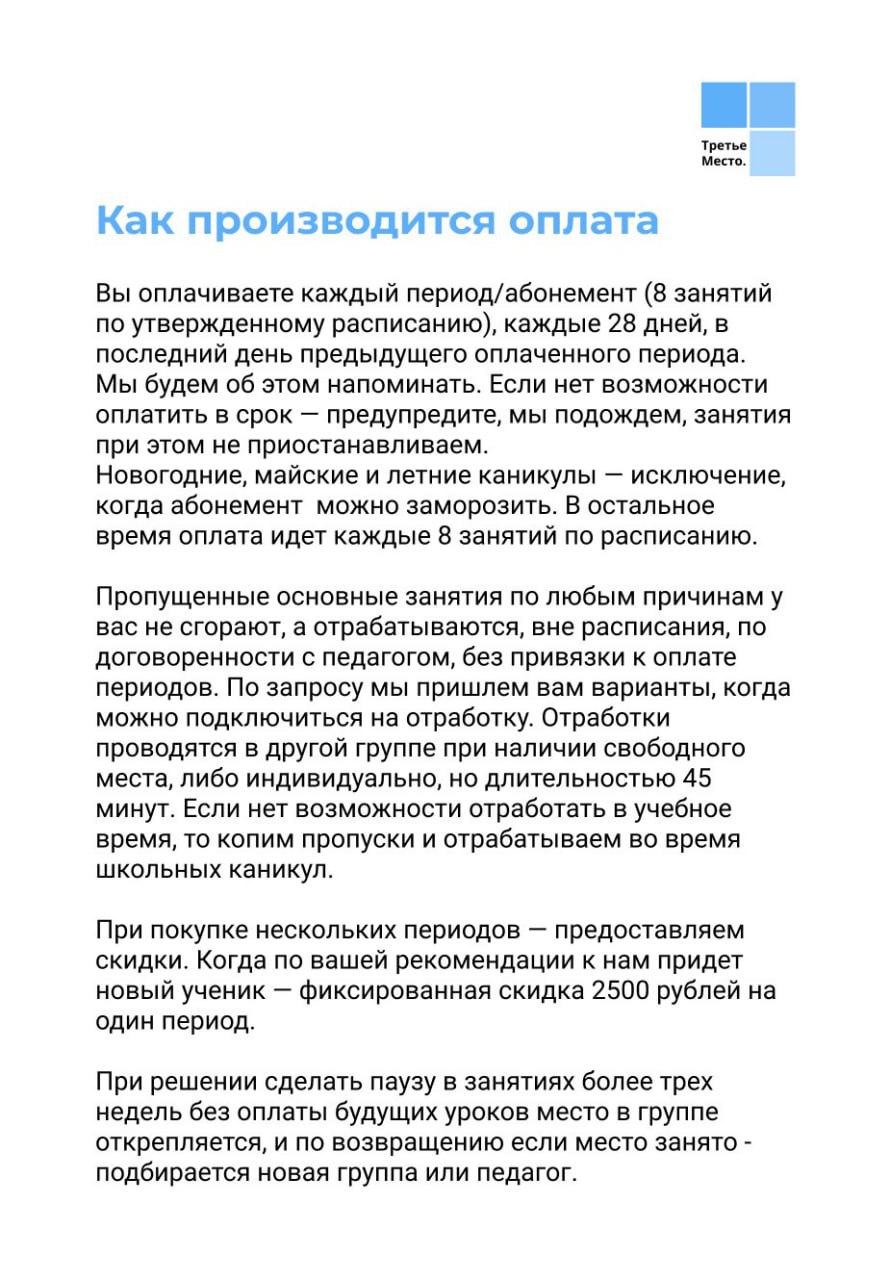 Третье
Место.
Как производится оплата
Вы оплачиваете каждый период/абонемент (8 занятий
по утвержденному расписанию), каждые 28 дней, в
последний день предыдущего оплаченного периода.
Мы будем об этом напоминать. Если нет возможности
оплатить в срок — предупредите, мы подождем, занятия
при этом не приостанавливаем.
Новогодние, майские и летние каникулы — исключение,
когда абонемент  можно заморозить. В остальное
время оплата идет каждые 8 занятий по расписанию.
Пропущенные основные занятия по любым причинам у
вас не сгорают, а отрабатываются, вне расписания, по
договоренности с педагогом, без привязки к оплате
периодов. По запросу мы пришлем вам варианты, когда
можно подключиться на отработку. Отработки
проводятся в другой группе при наличии свободного
места, либо индивидуально, но длительностью 45
минут. Если нет возможности отработать в учебное
время, то копим пропуски и отрабатываем во время
школьных каникул.
При покупке нескольких периодов — предоставляем
скидки. Когда по вашей рекомендации к нам придет
новый ученик — фиксированная скидка 2500 рублей на
один период.
При решении сделать паузу в занятиях более трех
недель без оплаты будущих уроков место в группе
открепляется, и по возвращению если место занято -
подбирается новая группа или педагог.